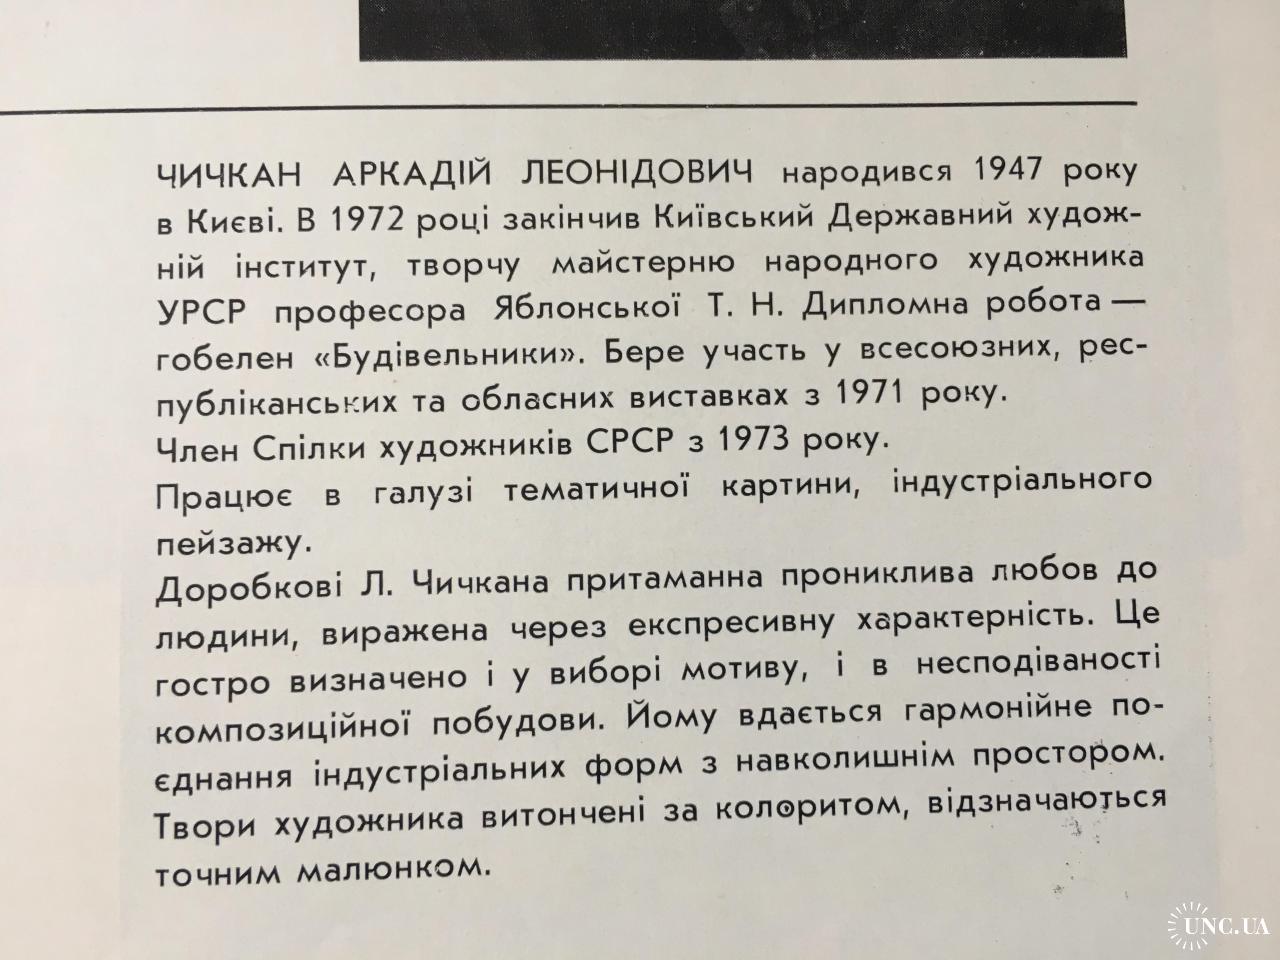 ЧИЧКАН АРКАДІЙ ЛЕОНІДОВИЧ народився 1947 року
в Києві. В 1972 році закінчив Київський Державний худож-
ній інститут, творчу майстерню народного художника
УРСР професора Яблонської Т. Н. Дипломна робота —
гобелен «Будівельники». Бере участь у всесоюзних, рес-
публіканських та обласних виставках з 1971 року.
Член Спілки художників СРСР з 1973 року.
Працює в галузі тематичної картини, індустріального
пейзажу.
Доробкові Л. Чичкана притаманна прониклива любов до
людини, виражена через експресивну характерність. Це
гостро визначено і у виборі мотиву, і в несподіваності
композиційної побудови. Йому вдається гармонійне по-
єднання індустріальних форм з навколишнім простором.
Твори художника витончені за колоритом, відзначаються
точним малюнком.
UNC.UA